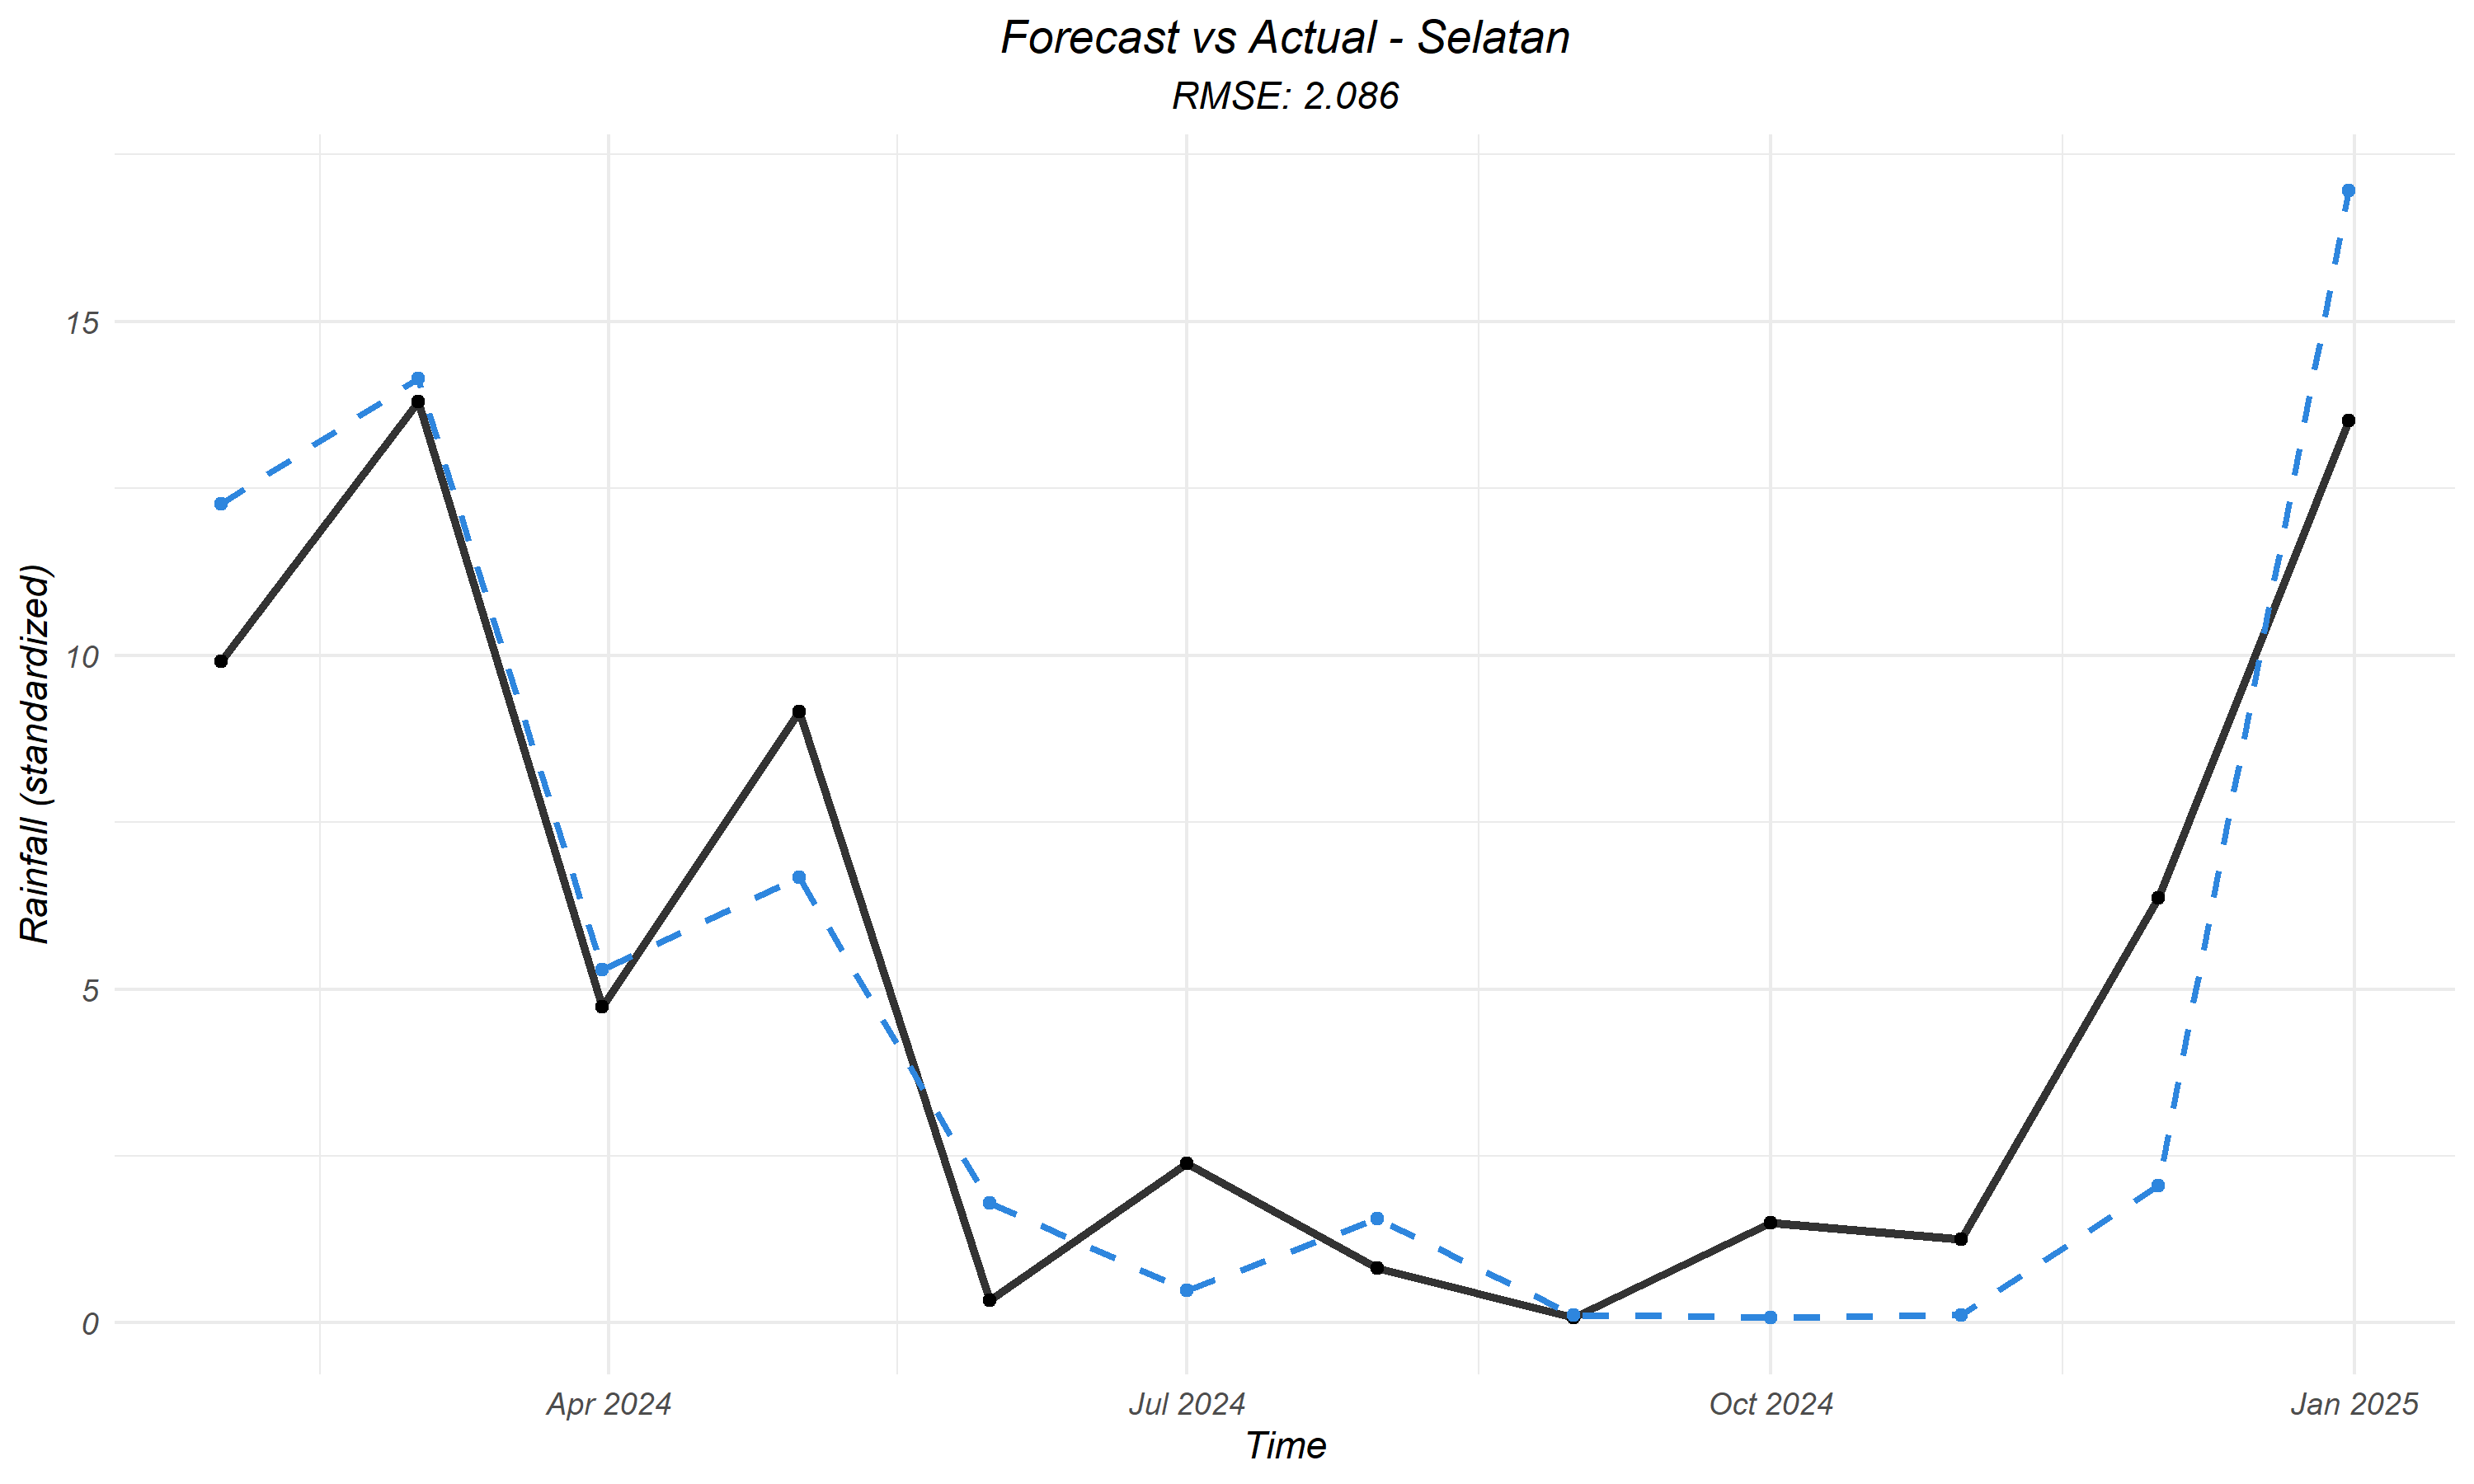 Forecast vs Actual - Selatan
RMSE: 2.086
Rainfall (standardized)
15
10
5
0
Apr 2024
Jul 2024
Oct 2024
Jan 2025
Time